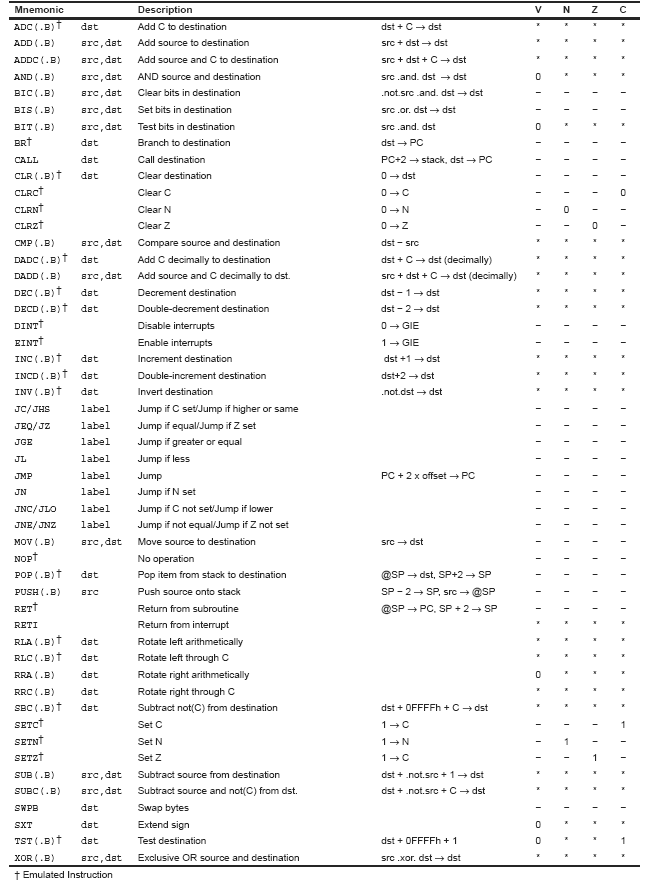 Mnemonic Description V N Z C
ADC(.B)† dst Add C to destination dst + C → dst * * * *
ADD(.B) src,dst Add source to destination src + dst → dst * * * *
ADDC(.B) src,dst Add source and C to destination src + dst + C → dst * * * *
AND(.B) src,dst AND source and destination src .and. dst → dst 0 * * *
BIC(.B) src,dst Clear bits in destination .not.src .and. dst → dst – – – –
BIS(.B) src,dst Set bits in destination src .or. dst → dst – – – –
BIT(.B) src,dst Test bits in destination src .and. dst 0 * * *
BR† dst Branch to destination dst → PC – – – –
CALL dst Call destination PC+2 → stack, dst → PC – – – –
CLR(.B)† dst Clear destination 0 → dst – – – –
CLRC† Clear C 0 → C – – – 0
CLRN† Clear N 0 → N – 0 – –
CLRZ† Clear Z 0 → Z – – 0 –
CMP(.B) src,dst Compare source and destination dst – src * * * *
DADC(.B)† dst Add C decimally to destination dst + C → dst (decimally) * * * *
DADD(.B) src,dst Add source and C decimally to dst. src + dst + C → dst (decimally) * * * *
DEC(.B)† dst Decrement destination dst – 1 → dst * * * *
DECD(.B)† dst Double-decrement destination dst – 2 → dst * * * *
DINT† Disable interrupts 0 → GIE – – – –
EINT† Enable interrupts 1 → GIE – – – –
INC(.B)† dst Increment destination dst +1 → dst * * * *
INCD(.B)† dst Double-increment destination dst+2 → dst * * * *
INV(.B)† dst Invert destination .not.dst → dst * * * *
JC/JHS label Jump if C set/Jump if higher or same – – – –
JEQ/JZ label Jump if equal/Jump if Z set – – – –
JGE label Jump if greater or equal – – – –
JL label Jump if less – – – –
JMP label Jump PC + 2 x offset → PC – – – –
JN label Jump if N set – – – –
JNC/JLO label Jump if C not set/Jump if lower – – – –
JNE/JNZ label Jump if not equal/Jump if Z not set – – – –
MOV(.B) src,dst Move source to destination src → dst – – – –
NOP† No operation – – – –
POP(.B)† dst Pop item from stack to destination @SP → dst, SP+2 → SP – – – –
PUSH(.B) src Push source onto stack SP – 2 → SP, src → @SP – – – –
RET† Return from subroutine @SP → PC, SP + 2 → SP – – – –
RETI Return from interrupt * * * *
RLA(.B)† dst Rotate left arithmetically * * * *
RLC(.B)† dst Rotate left through C * * * *
RRA(.B) dst Rotate right arithmetically 0 * * *
RRC(.B) dst Rotate right through C * * * *
SBC(.B)† dst Subtract not(C) from destination dst + 0FFFFh + C → dst * * * *
SETC† Set C 1 → C – – – 1
SETN† Set N 1 → N – 1 – –
SETZ† Set Z 1 → C – – 1 –
SUB(.B) src,dst Subtract source from destination dst + .not.src + 1 → dst * * * *
SUBC(.B) src,dst Subtract source and not(C) from dst. dst + .not.src + C → dst * * * *
SWPB dst Swap bytes – – – –
SXT dst Extend sign 0 * * *
TST(.B)† dst Test destination dst + 0FFFFh + 1 0 * * 1
XOR(.B) src,dst Exclusive OR source and destination src .xor. dst → dst * * * *
† Emulated Instruction